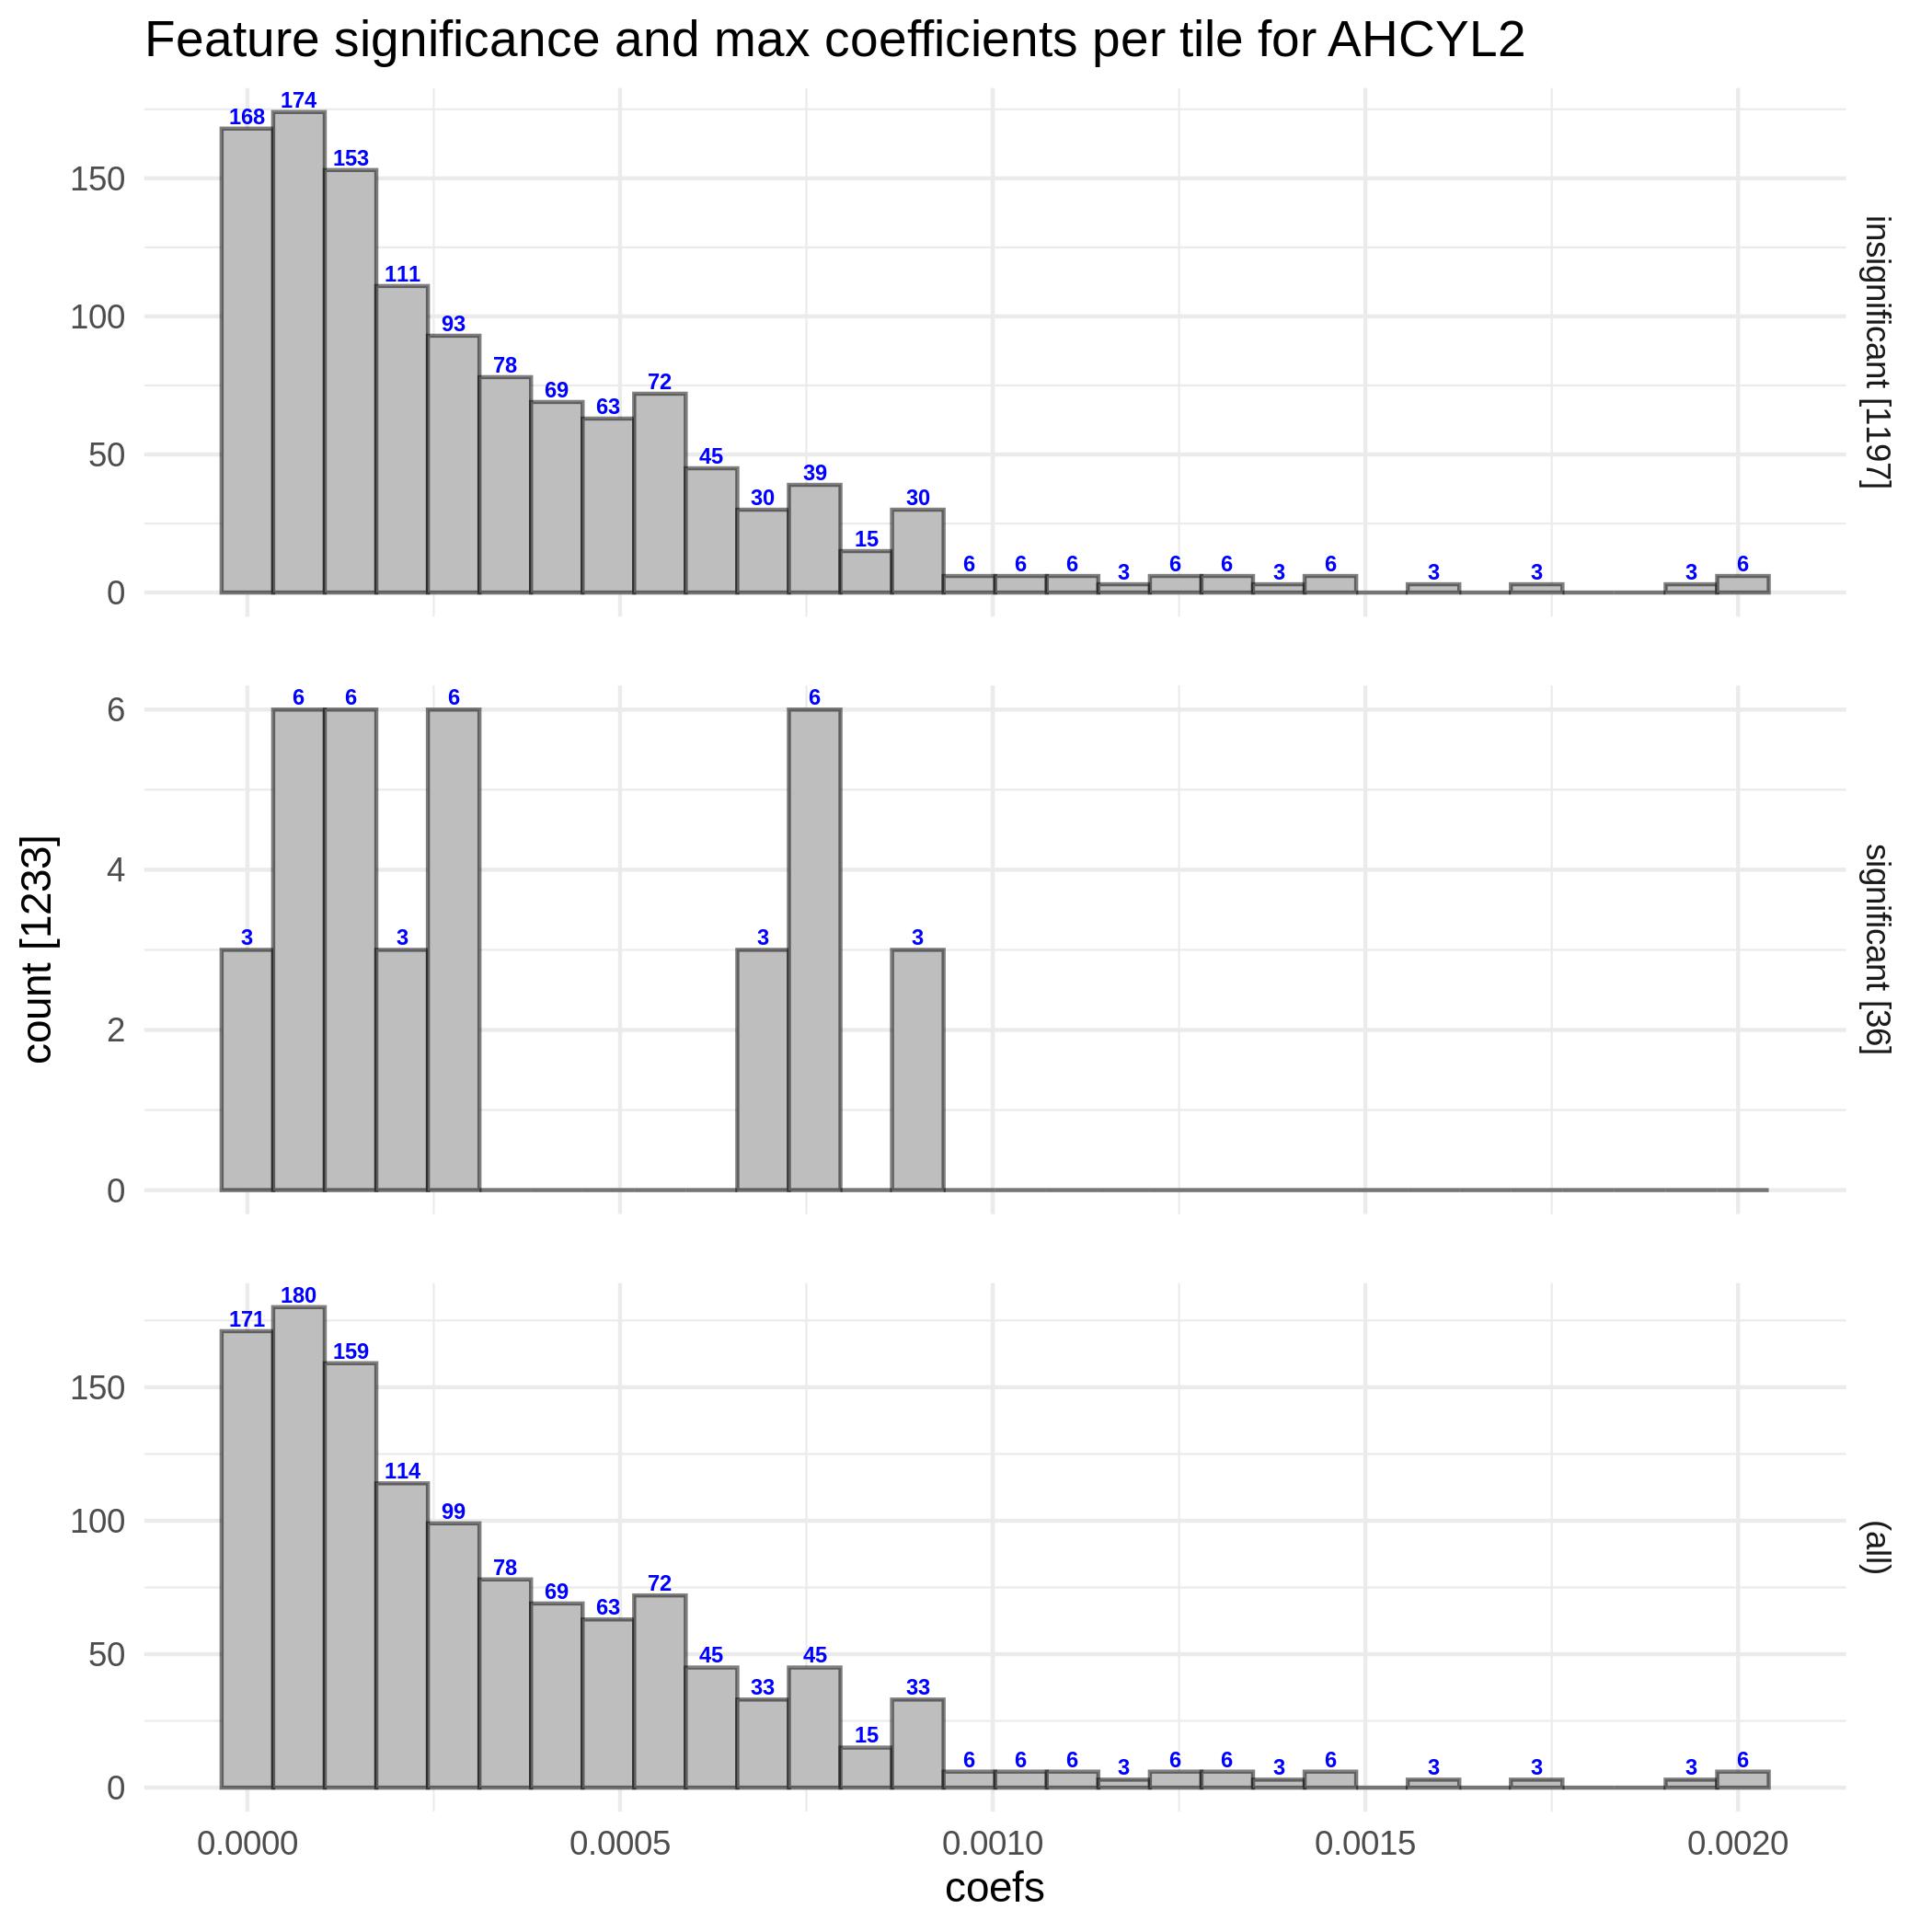 Feature significance and max coefficients per tile for AHCYL2
168 174 153 111 93 78 69 63 72 45 30 39 15 30 6 6 6 3 6 6 3 6 3 3 3 6
150
100
50
0
insignificant [1197]
3 6 6 3 6 3 6 3
6
4
2
0
significant [36]
count [1233]
171 180 159 114 99 78 69 63 72 45 33 45 15 33 6 6 6 3 6 6 3 6 3 3 3 6
150
100
50
0
(all)
0.0000 0.0005 0.0010 0.0015 0.0020
coefs